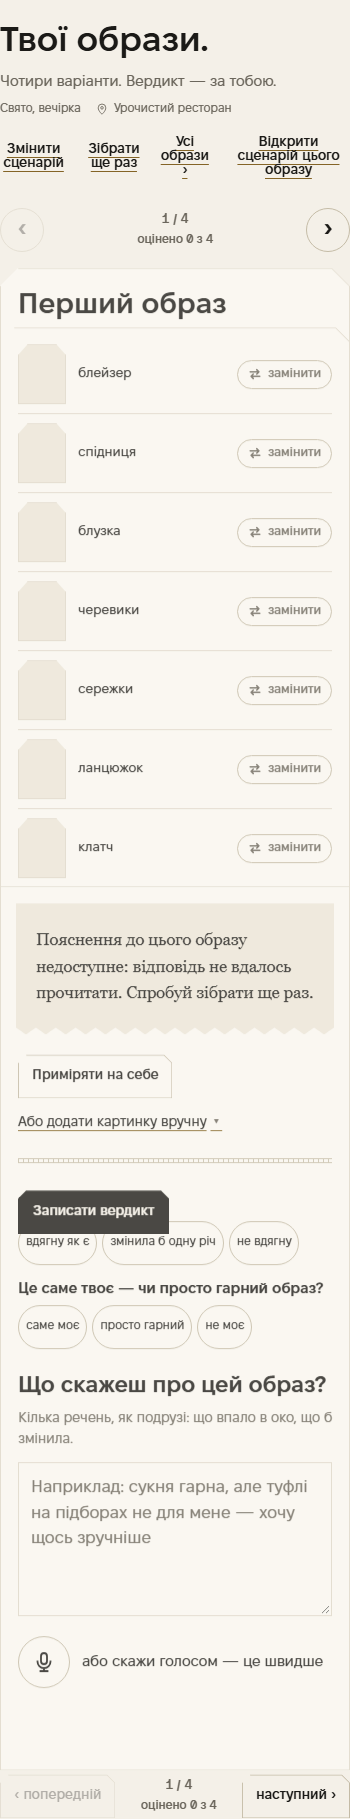 Твої образи.
Чотири варіанти. Вердикт — за тобою.
Свято, вечірка Урочистий ресторан
Змінити
сценарій
Зібрати
ще раз
Усі
образи
›
Відкрити
сценарій цього
образу
‹
1 / 4
оцінено 0 з 4
›
Перший образ
блейзер
замінити
спідниця
замінити
блузка
замінити
черевики
замінити
сережки
замінити
ланцюжок
замінити
клатч
замінити
Пояснення до цього образу
недоступне: відповідь не вдалось
прочитати. Спробуй зібрати ще раз.
Приміряти на себе
Або додати картинку вручну
Записати вердикт
вдягну як є змінила б одну річ не вдягну
Це саме твоє — чи просто гарний образ?
саме моє просто гарний не моє
Що скажеш про цей образ?
Кілька речень, як подрузі: що впало в око, що б
змінила.
Наприклад: сукня гарна, але туфлі
на підборах не для мене — хочу
щось зручніше
або скажи голосом — це швидше
‹ попередній
1 / 4
оцінено 0 з 4
наступний ›